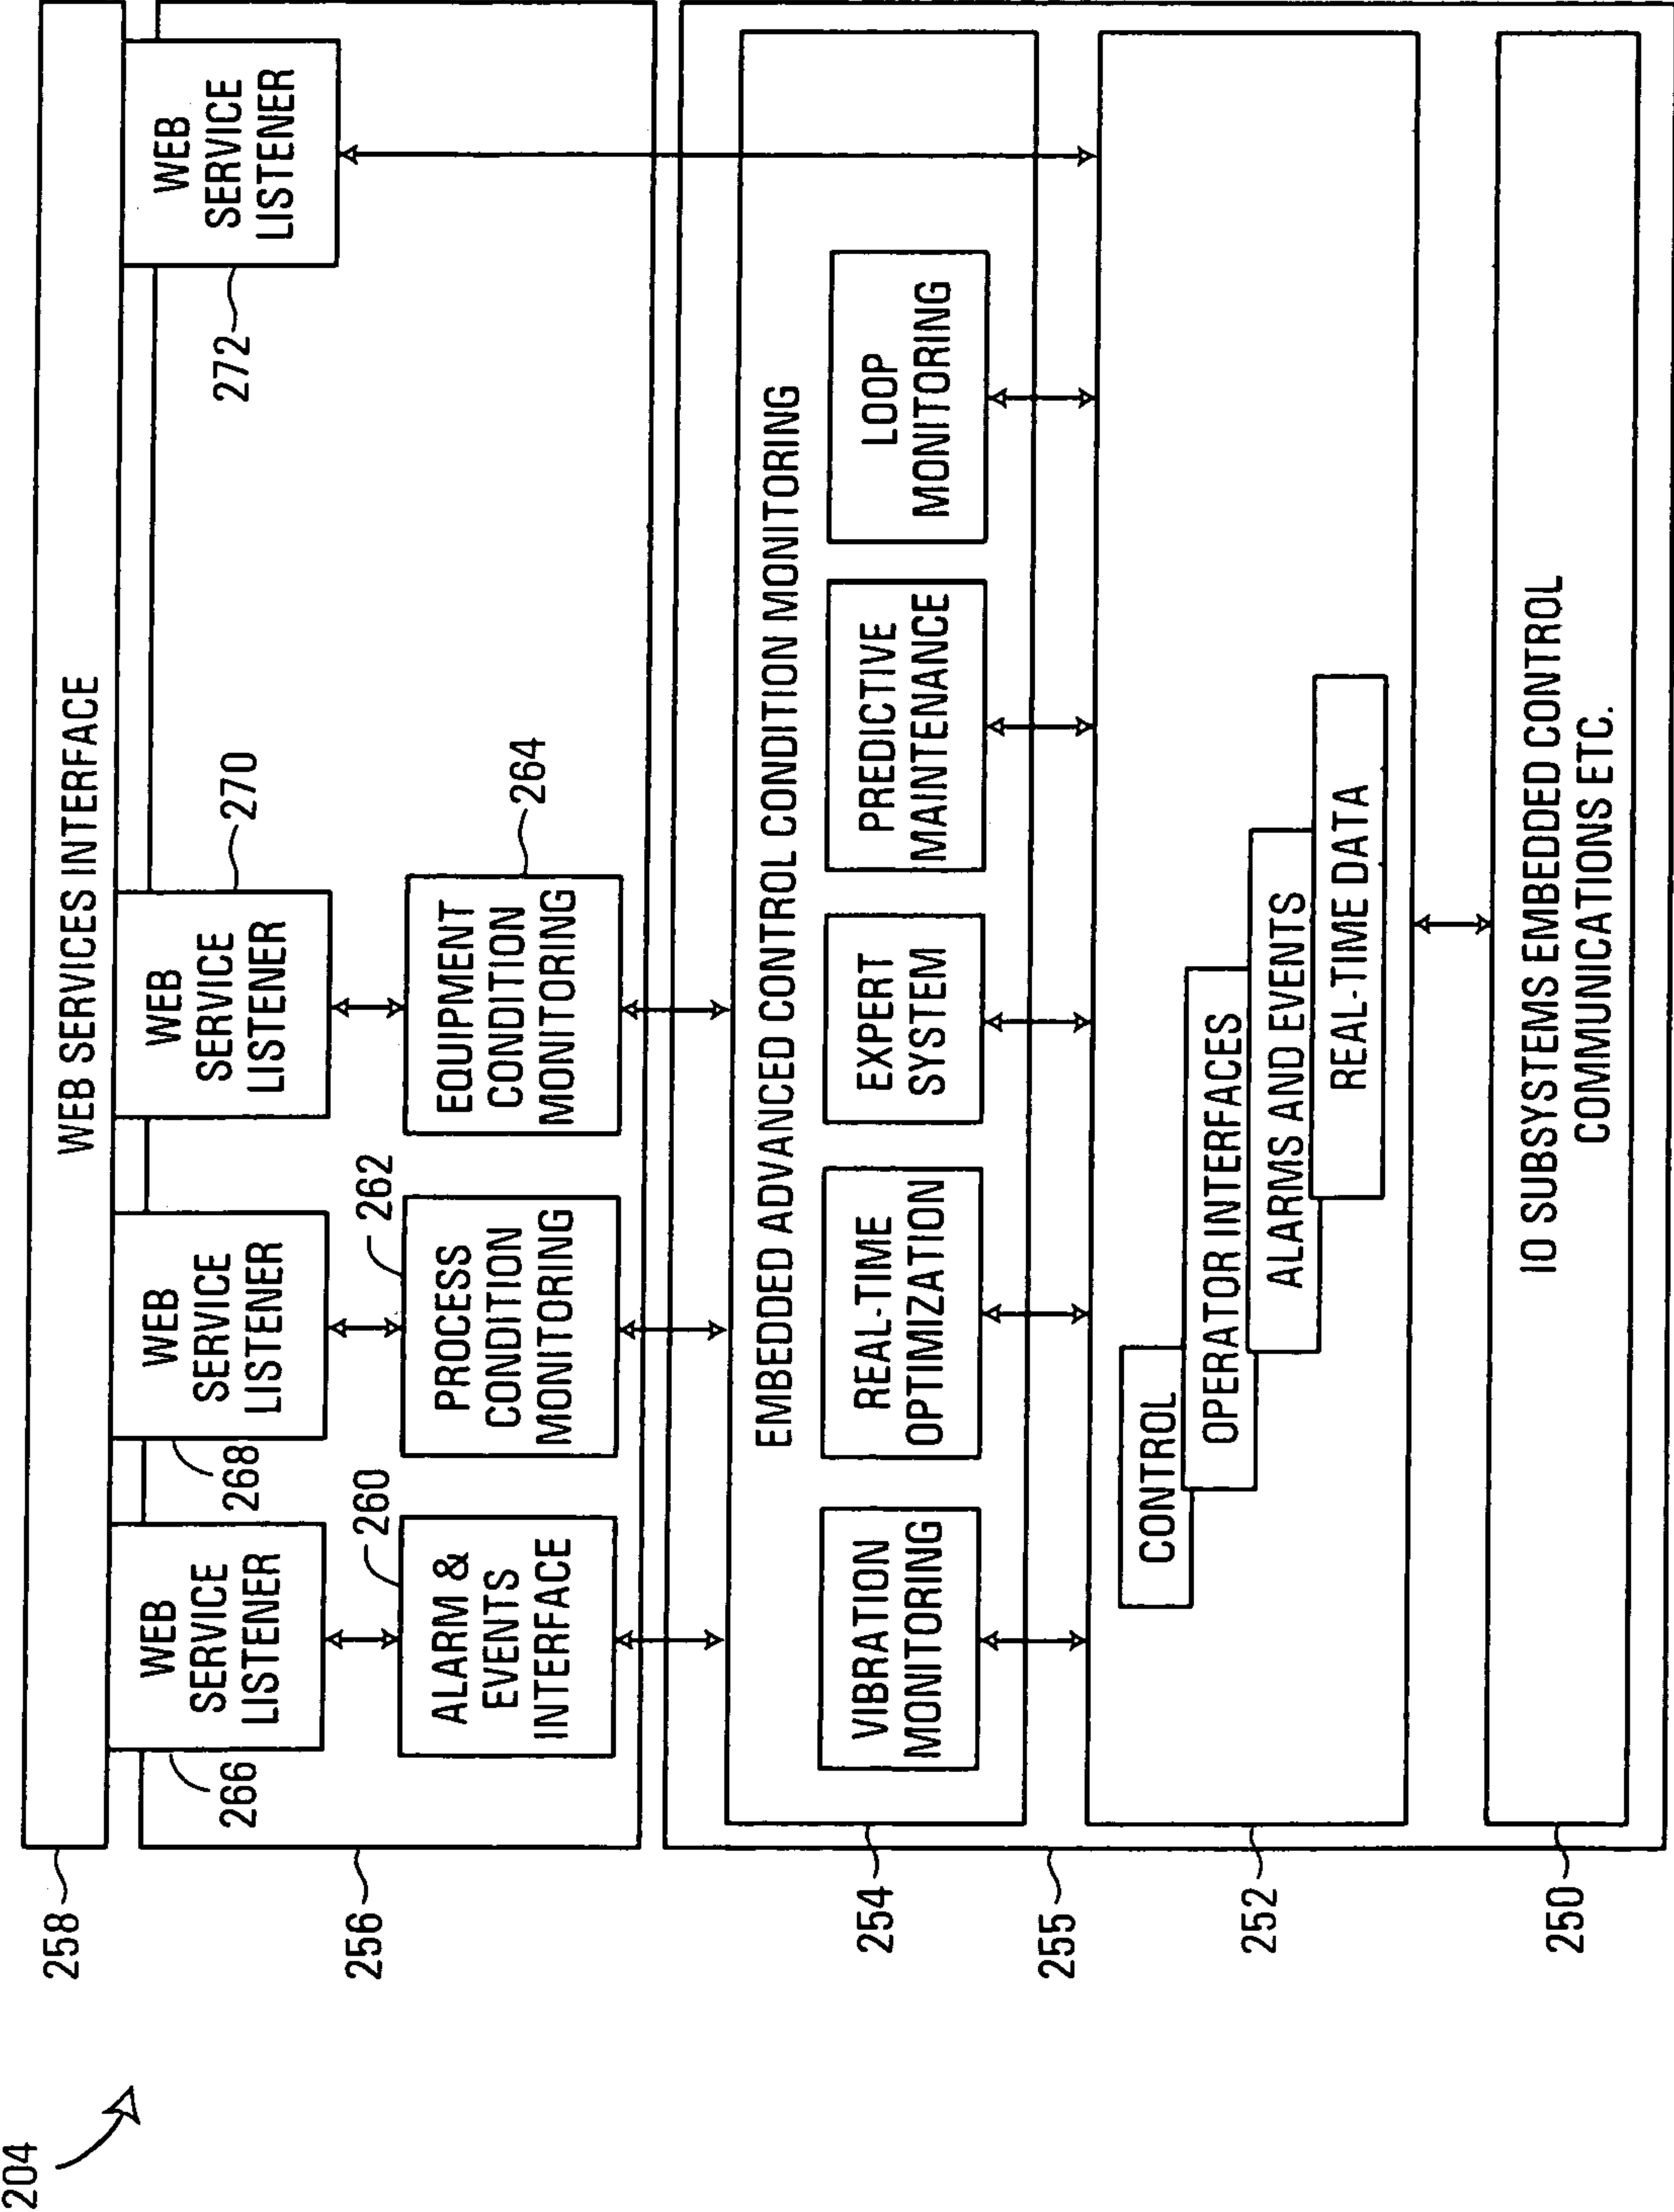 204
258
WEB SERVICES INTERFACE
256
266
WEB
SERVICE
LISTENER
268
WEB
SERVICE
LISTENER
270
WEB
SERVICE
LISTENER
272
WEB
SERVICE
LISTENER
260
ALARM &
EVENTS
INTERFACE
262
PROCESS
CONDITION
MONITORING
264
EQUIPMENT
CONDITION
MONITORING
254
EMBEDDED ADVANCED CONTROL CONDITION MONITORING
VIBRATION
MONITORING
REAL-TIME
OPTIMIZATION
EXPERT
SYSTEM
PREDICTIVE
MAINTENANCE
LOOP
MONITORING
255
252
CONTROL
OPERATOR INTERFACES
ALARMS AND EVENTS
REAL-TIME DATA
250
IO SUBSYSTEMS EMBEDDED CONTROL
COMMUNICATIONS ETC.